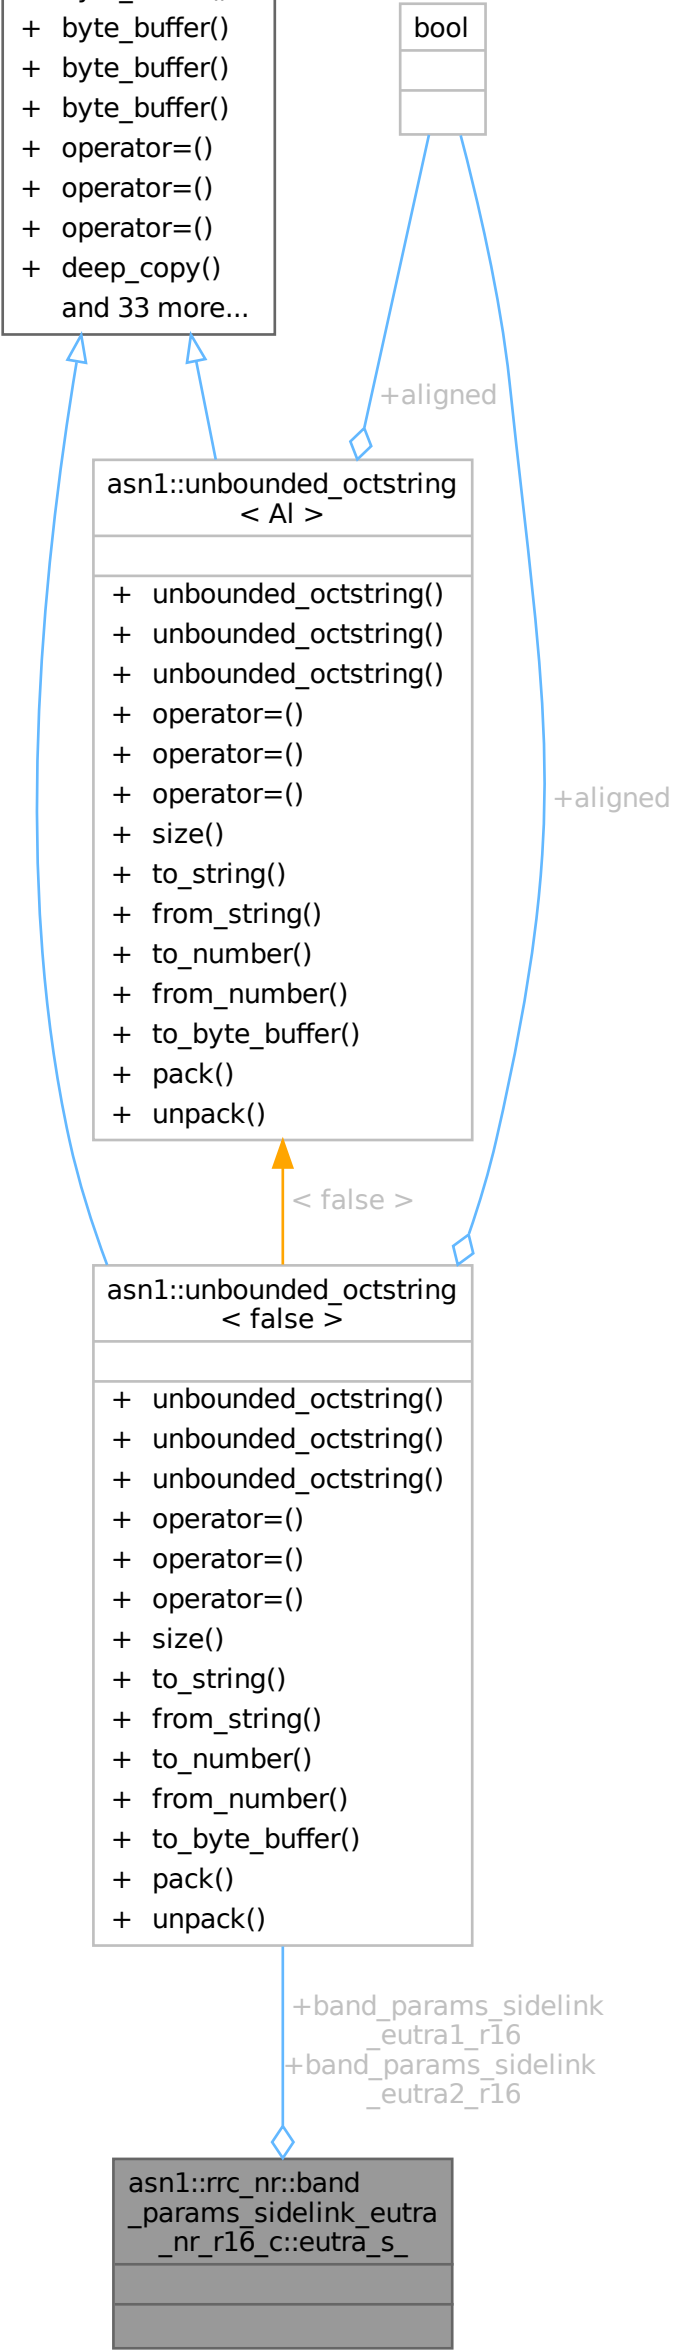 + byte_buffer()
+ byte_buffer()
+ byte_buffer()
+ operator=()
+ operator=()
+ operator=()
+ deep_copy()
and 33 more...
bool
+aligned
asn1::unbounded_octstring
< Al >
+ unbounded_octstring()
+ unbounded_octstring()
+ unbounded_octstring()
+ operator=()
+ operator=()
+ operator=()
+ size()
+ to_string()
+ from_string()
+ to_number()
+ from_number()
+ to_byte_buffer()
+ pack()
+ unpack()
+aligned
< false >
asn1::unbounded_octstring
< false >
+ unbounded_octstring()
+ unbounded_octstring()
+ unbounded_octstring()
+ operator=()
+ operator=()
+ operator=()
+ size()
+ to_string()
+ from_string()
+ to_number()
+ from_number()
+ to_byte_buffer()
+ pack()
+ unpack()
+band_params_sidelink
_eutra1_r16
+band_params_sidelink
_eutra2_r16
asn1::rrc_nr::band
_params_sidelink_eutra
_nr_r16_c::eutra_s_